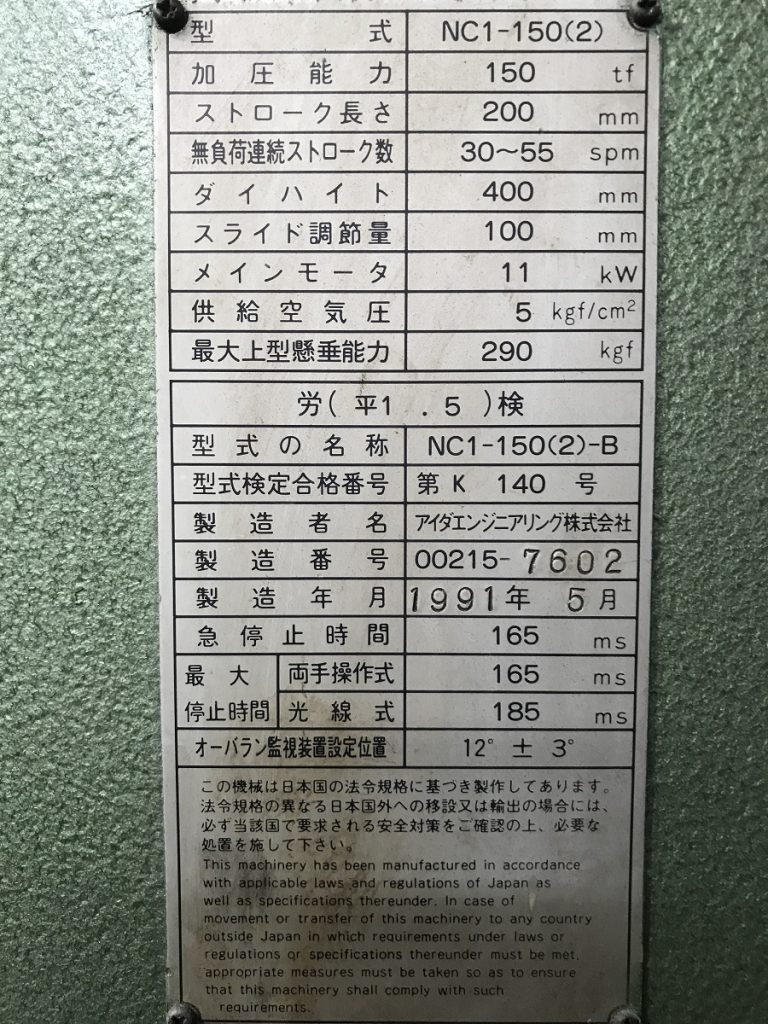 型式 NC1-150(2)
加圧能力 150 tf
ストローク長さ 200 mm
無負荷連続ストローク数 30〜55 spm
ダイハイト 400 mm
スライド調節量 100 mm
メインモータ 11 kW
供給空気圧 5 kgf/cm²
最大上型懸垂能力 290 kgf
労(平1.5)検
型式の名称 NC1-150(2)-B
型式検定合格番号 第K 140 号
製造者名 アイダエンジニアリング株式会社
製造番号 00215-7602
製造年月 1991年 5月
急停止時間 165 ms
最大停止時間 両手操作式 165 ms
光線式 185 ms
オーバラン監視装置設定位置 12° ± 3°
この機械は日本国の法令規格に基づき製作してあります。
法令規格の異なる日本国外への移設又は輸出の場合には、
必ず当該国で要求される安全対策をご確認の上、必要な
処置を施して下さい。
This machinery has been manufactured in accordance
with applicable laws and regulations of Japan as
well as specifications thereunder. In case of
movement or transfer of this machinery to any country
outside Japan in which requirements under laws or
regulations or specifications thereunder must be met,
appropriate measures must be taken so as to ensure
that this machinery shall comply with such
requirements.